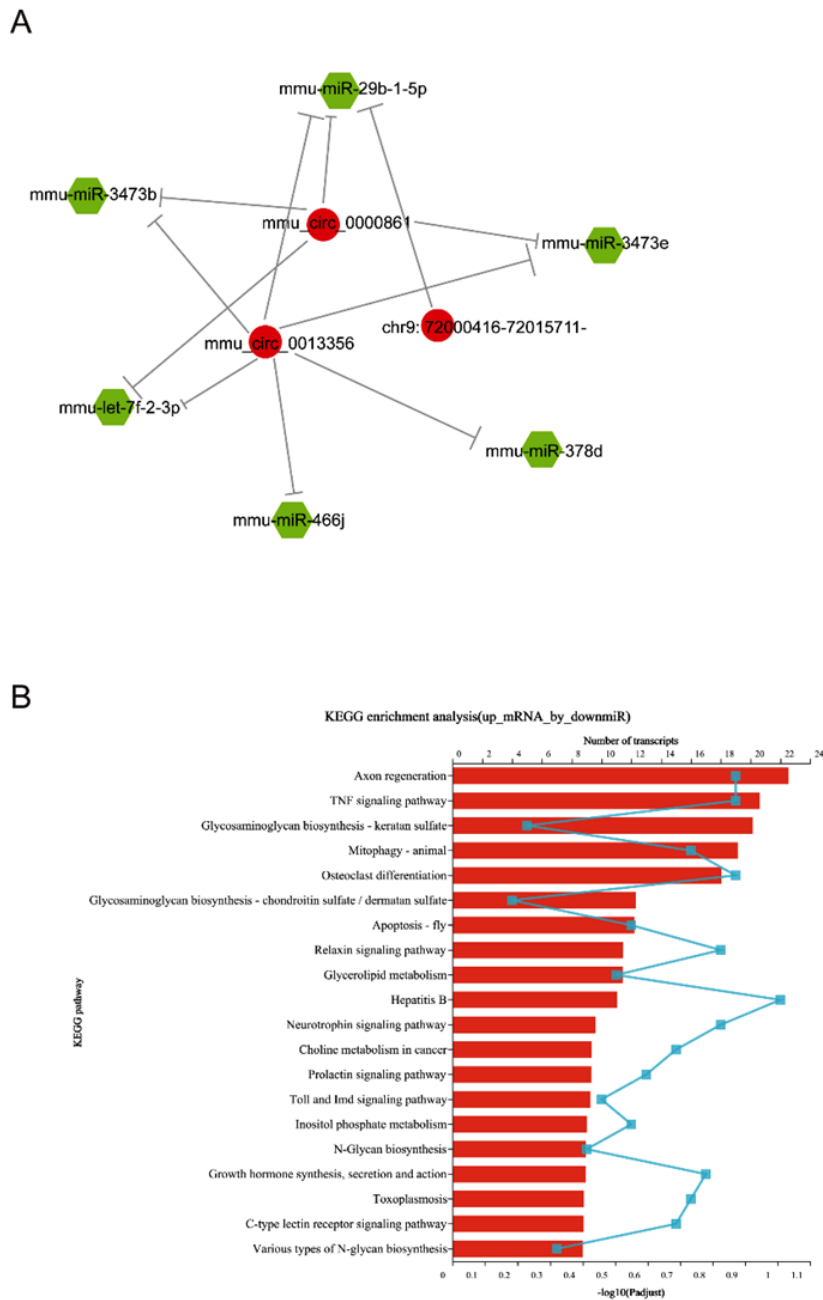 A
mmu-miR-29b-1-5p
mmu-miR-3473b
mmu_circ_0000861
mmu-miR-3473e
chr9: 72000416-72015711-
mmu_circ_0013356
mmu-let-7f-2-3p
mmu-miR-378d
mmu-miR-466j
B
KEGG enrichment analysis(up_mRNA_by_downmiR)
Number of transcripts
0 2 4 6 8 10 12 14 16 18 20 22 24
Axon regeneration
TNF signaling pathway
Glycosaminoglycan biosynthesis - keratan sulfate
Mitophagy - animal
Osteoclast differentiation
Glycosaminoglycan biosynthesis - chondroitin sulfate / dermatan sulfate
Apoptosis - fly
Relaxin signaling pathway
Glycerolipid metabolism
Hepatitis B
Neurotrophin signaling pathway
Choline metabolism in cancer
Prolactin signaling pathway
Toll and Imd signaling pathway
Inositol phosphate metabolism
N-Glycan biosynthesis
Growth hormone synthesis, secretion and action
Toxoplasmosis
C-type lectin receptor signaling pathway
Various types of N-glycan biosynthesis
KEGG pathway
0 0.1 0.2 0.3 0.4 0.5 0.6 0.7 0.8 0.9 1 1.1
-log10(Padjust)